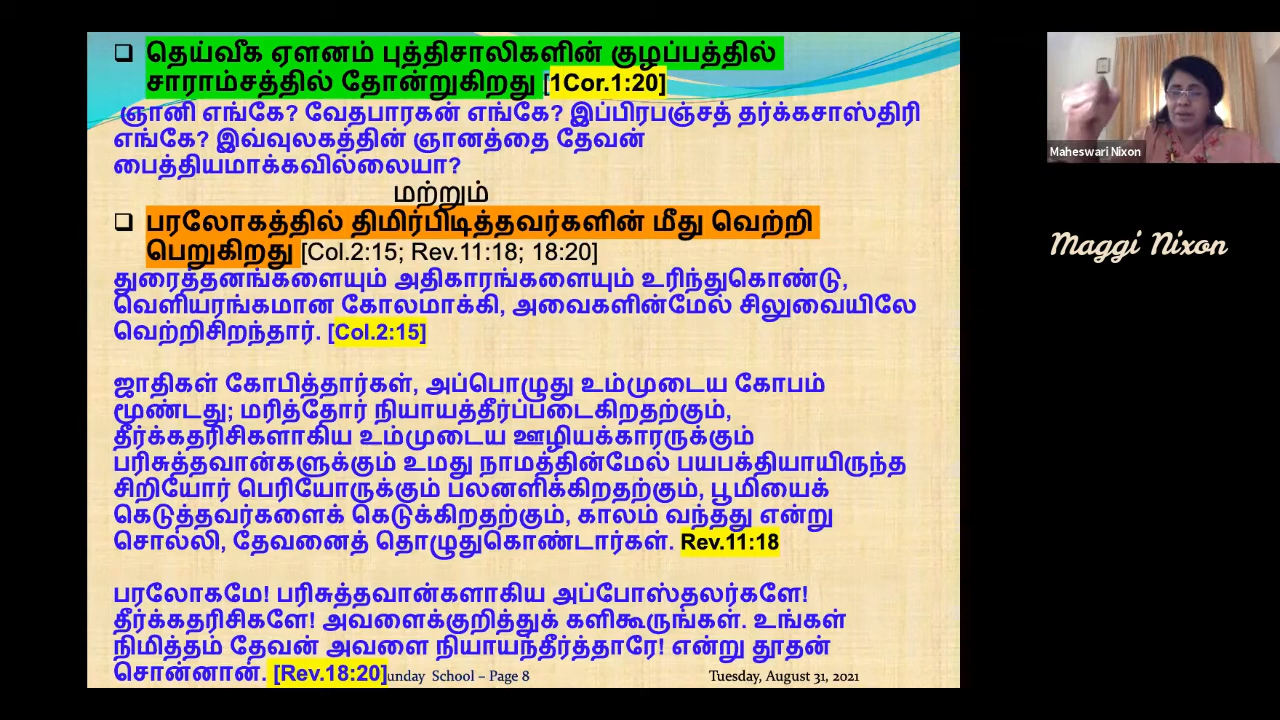 ❑ தெய்வீக ஏளனம் புத்திசாலிகளின் குழப்பத்தில்
சாராம்சத்தில் தோன்றுகிறது [1Cor.1:20]
ஞானி எங்கே? வேதபாரகன் எங்கே? இப்பிரபஞ்சத் தர்க்கசாஸ்திரி
எங்கே? இவ்வுலகத்தின் ஞானத்தை தேவன்
பைத்தியமாக்கவில்லையா?
மற்றும்
❑ பரலோகத்தில் திமிர்பிடித்தவர்களின் மீது வெற்றி
பெறுகிறது [Col.2:15; Rev.11:18; 18:20]
துரைத்தனங்களையும் அதிகாரங்களையும் உரிந்துகொண்டு,
வெளியரங்கமான கோலமாக்கி, அவைகளின்மேல் சிலுவையிலே
வெற்றிசிறந்தார். [Col.2:15]
ஜாதிகள் கோபித்தார்கள், அப்பொழுது உம்முடைய கோபம்
மூண்டது; மரித்தோர் நியாயத்தீர்ப்படைகிறதற்கும்,
தீர்க்கதரிசிகளாகிய உம்முடைய ஊழியக்காரருக்கும்
பரிசுத்தவான்களுக்கும் உமது நாமத்தின்மேல் பயபக்தியாயிருந்த
சிறியோர் பெரியோருக்கும் பலனளிக்கிறதற்கும், பூமியைக்
கெடுத்தவர்களைக் கெடுக்கிறதற்கும், காலம் வந்தது என்று
சொல்லி, தேவனைத் தொழுதுகொண்டார்கள். Rev.11:18
பரலோகமே! பரிசுத்தவான்களாகிய அப்போஸ்தலர்களே!
தீர்க்கதரிசிகளே! அவளைக்குறித்துக் களிகூருங்கள். உங்கள்
நிமித்தம் தேவன் அவளை நியாயந்தீர்த்தாரே! என்று தூதன்
சொன்னான். [Rev.18:20]
unday School – Page 8
Tuesday, August 31, 2021
Maheswari Nixon
Maggi Nixon